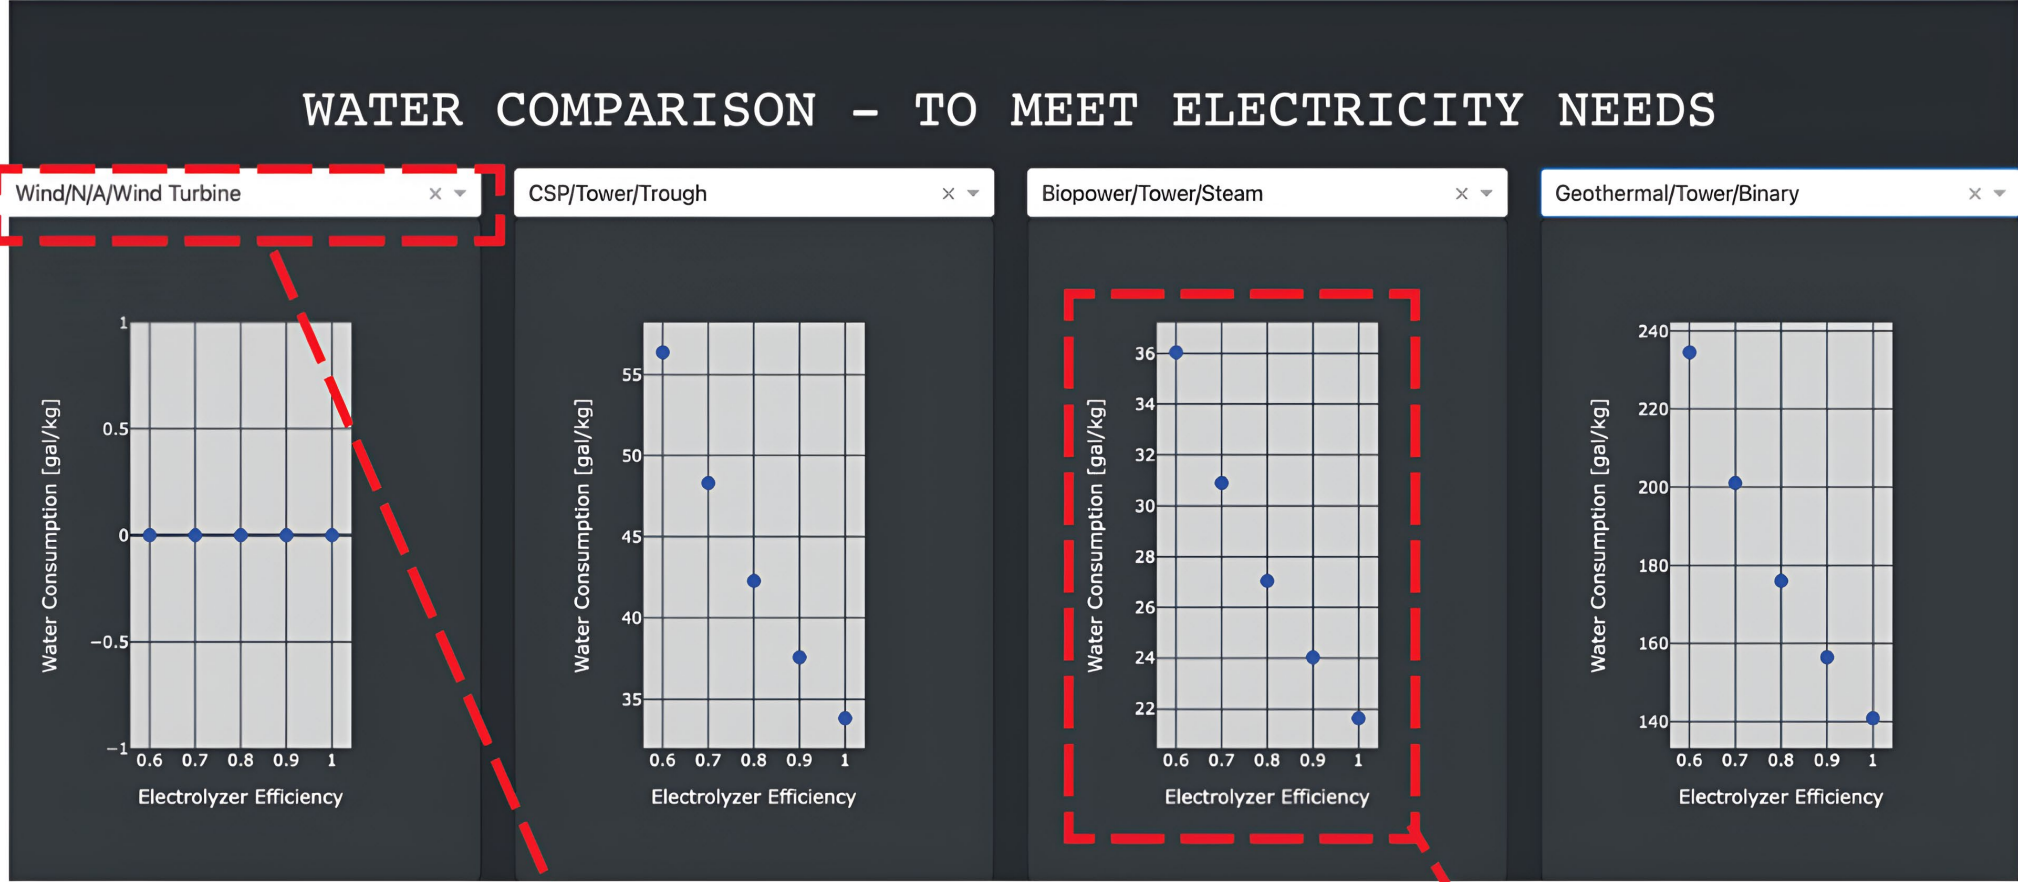 WATER COMPARISON – TO MEET ELECTRICITY NEEDS
Wind/N/A/Wind Turbine
CSP/Tower/Trough
Biopower/Tower/Steam
Geothermal/Tower/Binary
Water Consumption [gal/kg]
1
0.5
0
−0.5
−1
0.6 0.7 0.8 0.9 1
Electrolyzer Efficiency
Water Consumption [gal/kg]
55
50
45
40
35
0.6 0.7 0.8 0.9 1
Electrolyzer Efficiency
Water Consumption [gal/kg]
36
34
32
30
28
26
24
22
0.6 0.7 0.8 0.9 1
Electrolyzer Efficiency
Water Consumption [gal/kg]
240
220
200
180
160
140
0.6 0.7 0.8 0.9 1
Electrolyzer Efficiency